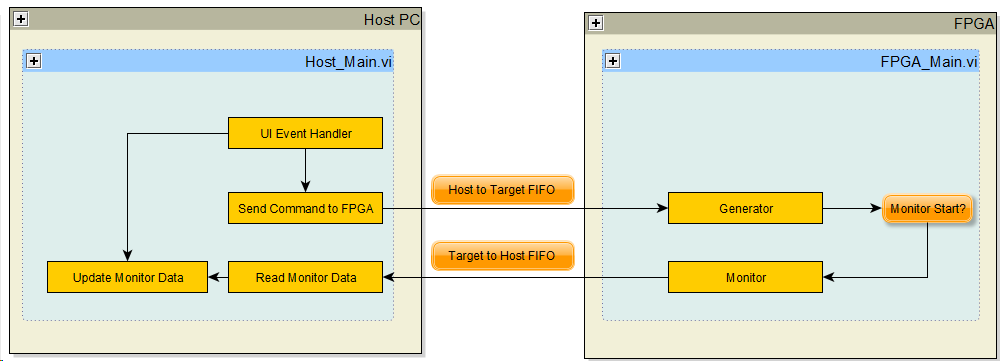 Host PC
Host_Main.vi
UI Event Handler
Send Command to FPGA
Update Monitor Data
Read Monitor Data
Host to Target FIFO
Target to Host FIFO
FPGA
FPGA_Main.vi
Generator
Monitor Start?
Monitor